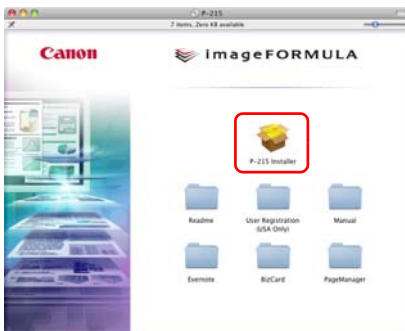 P-215
7 items, Zero KB available
Canon
imageFORMULA
P-215 Installer
Readme
User Registration
(USA Only)
Manual
Evernote
BizCard
PageManager